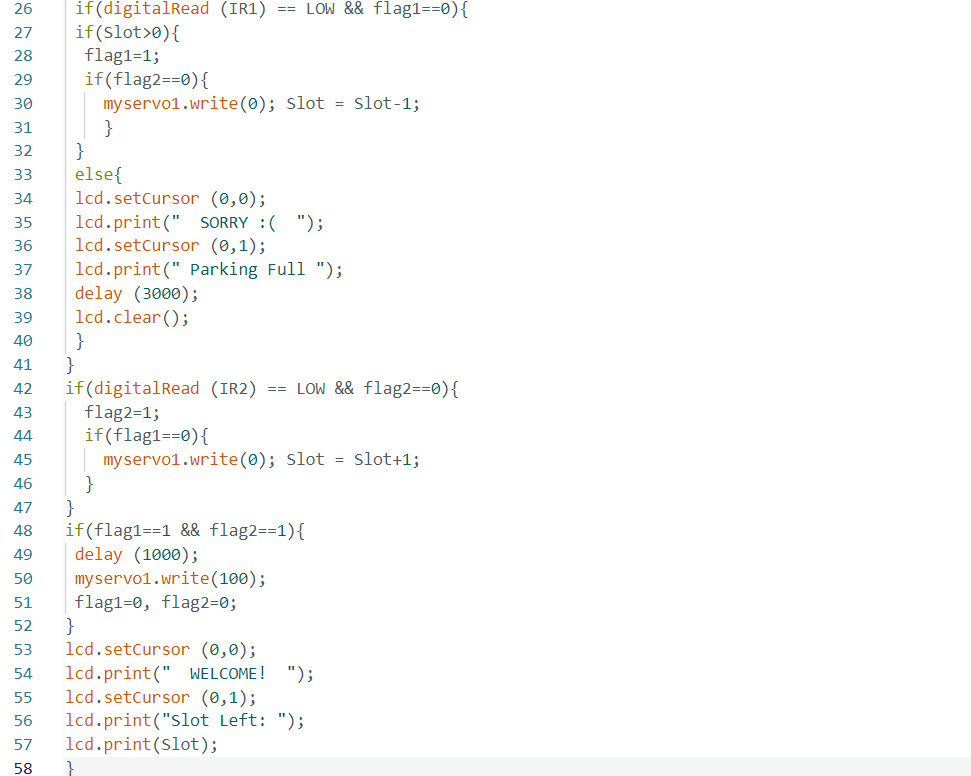 26 if(digitalRead (IR1) == LOW && flag1==0){
27 if(Slot>0){
28 flag1=1;
29 if(flag2==0){
30 myservo1.write(0); Slot = Slot-1;
31 }
32 }
33 else{
34 lcd.setCursor (0,0);
35 lcd.print("  SORRY :(  ");
36 lcd.setCursor (0,1);
37 lcd.print(" Parking Full ");
38 delay (3000);
39 lcd.clear();
40 }
41 }
42 if(digitalRead (IR2) == LOW && flag2==0){
43 flag2=1;
44 if(flag1==0){
45 myservo1.write(0); Slot = Slot+1;
46 }
47 }
48 if(flag1==1 && flag2==1){
49 delay (1000);
50 myservo1.write(100);
51 flag1=0, flag2=0;
52 }
53 lcd.setCursor (0,0);
54 lcd.print("  WELCOME!  ");
55 lcd.setCursor (0,1);
56 lcd.print("Slot Left: ");
57 lcd.print(Slot);
58 }